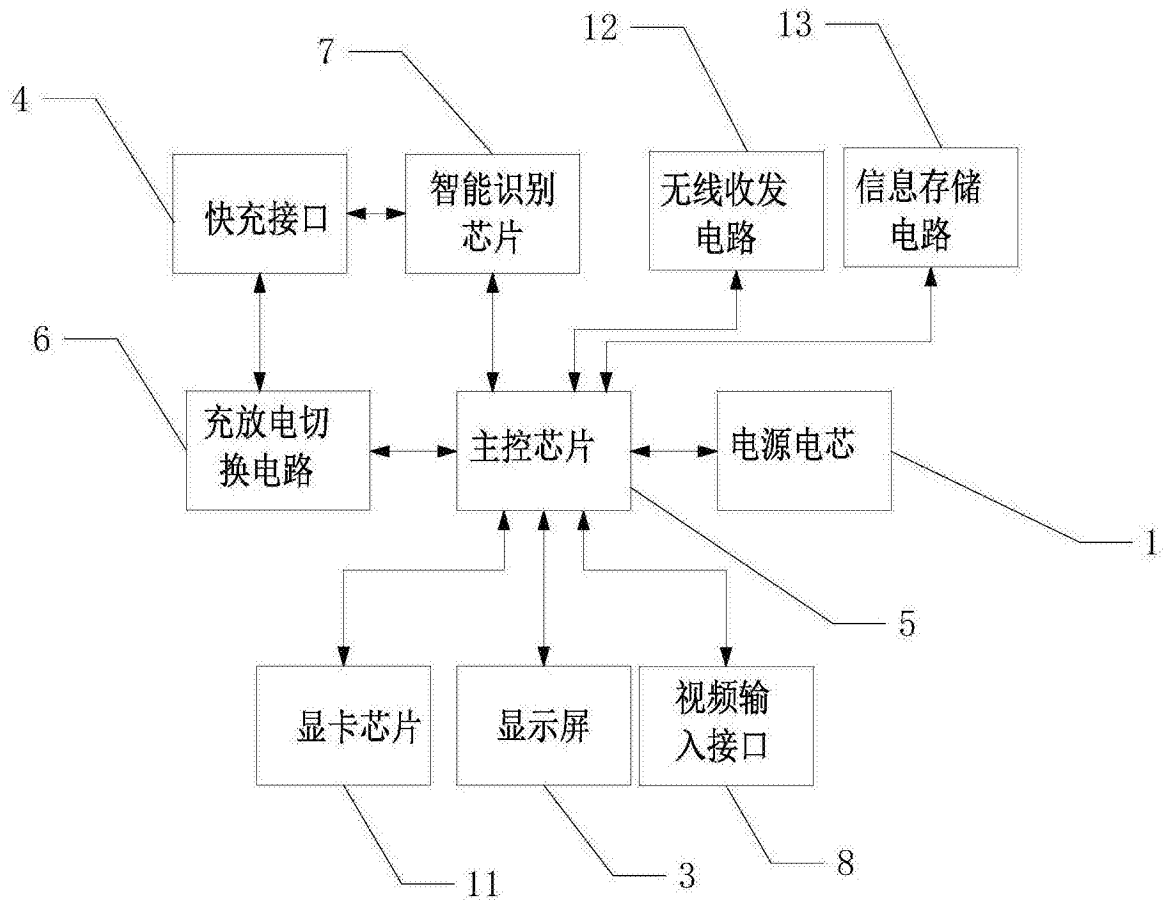 12
13
7
4
快充接口
智能识别
芯片
无线收发
电路
信息存储
电路
6
充放电切
换电路
主控芯片
电源电芯
1
5
显卡芯片
显示屏
视频输
入接口
11
3
8